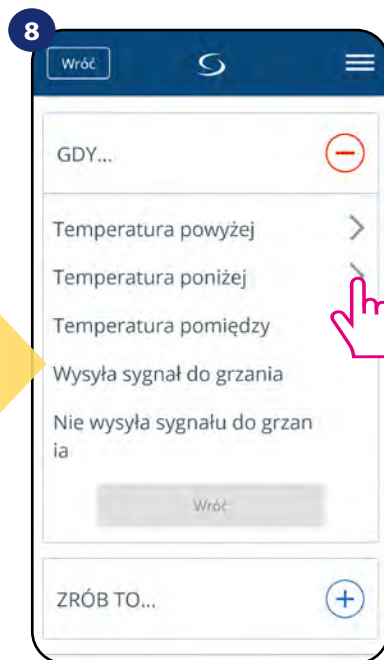 8
Wróć
GDY...
Temperatura powyżej
Temperatura poniżej
Temperatura pomiędzy
Wysyła sygnał do grzania
Nie wysyła sygnału do grzan
ia
Wróć
ZRÓB TO...